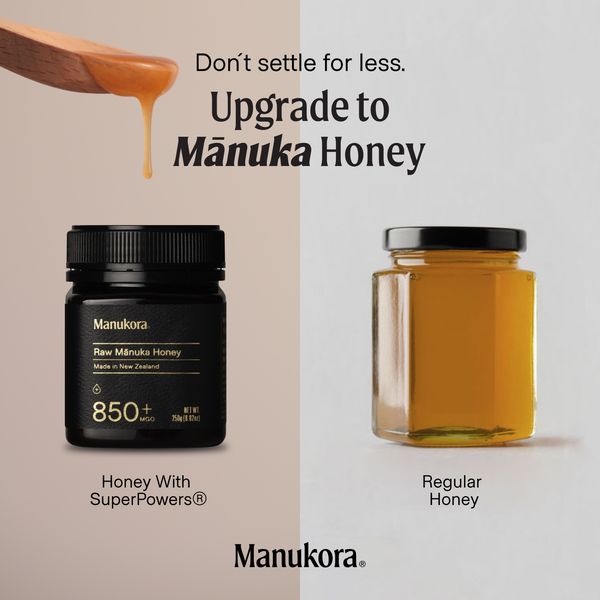 Don´t settle for less.
Upgrade to
Mānuka Honey
Manukora®
Raw Mānuka Honey
Made in New Zealand
850+
MGO
NET WT.
250g (8.82oz)
Honey With
SuperPowers®
Regular
Honey
Manukora®